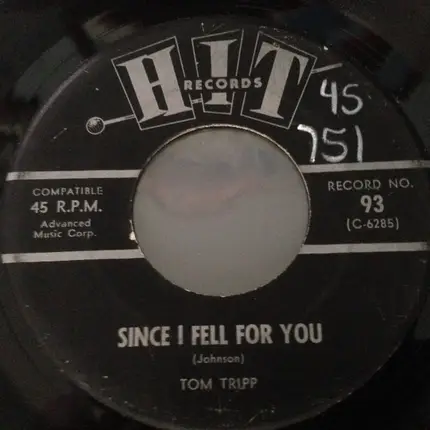 HIT
RECORDS
45
751
COMPATIBLE
45 R.P.M.
Advanced
Music Corp.
RECORD NO.
93
(C-6285)
SINCE I FELL FOR YOU
(Johnson)
TOM TRIPP